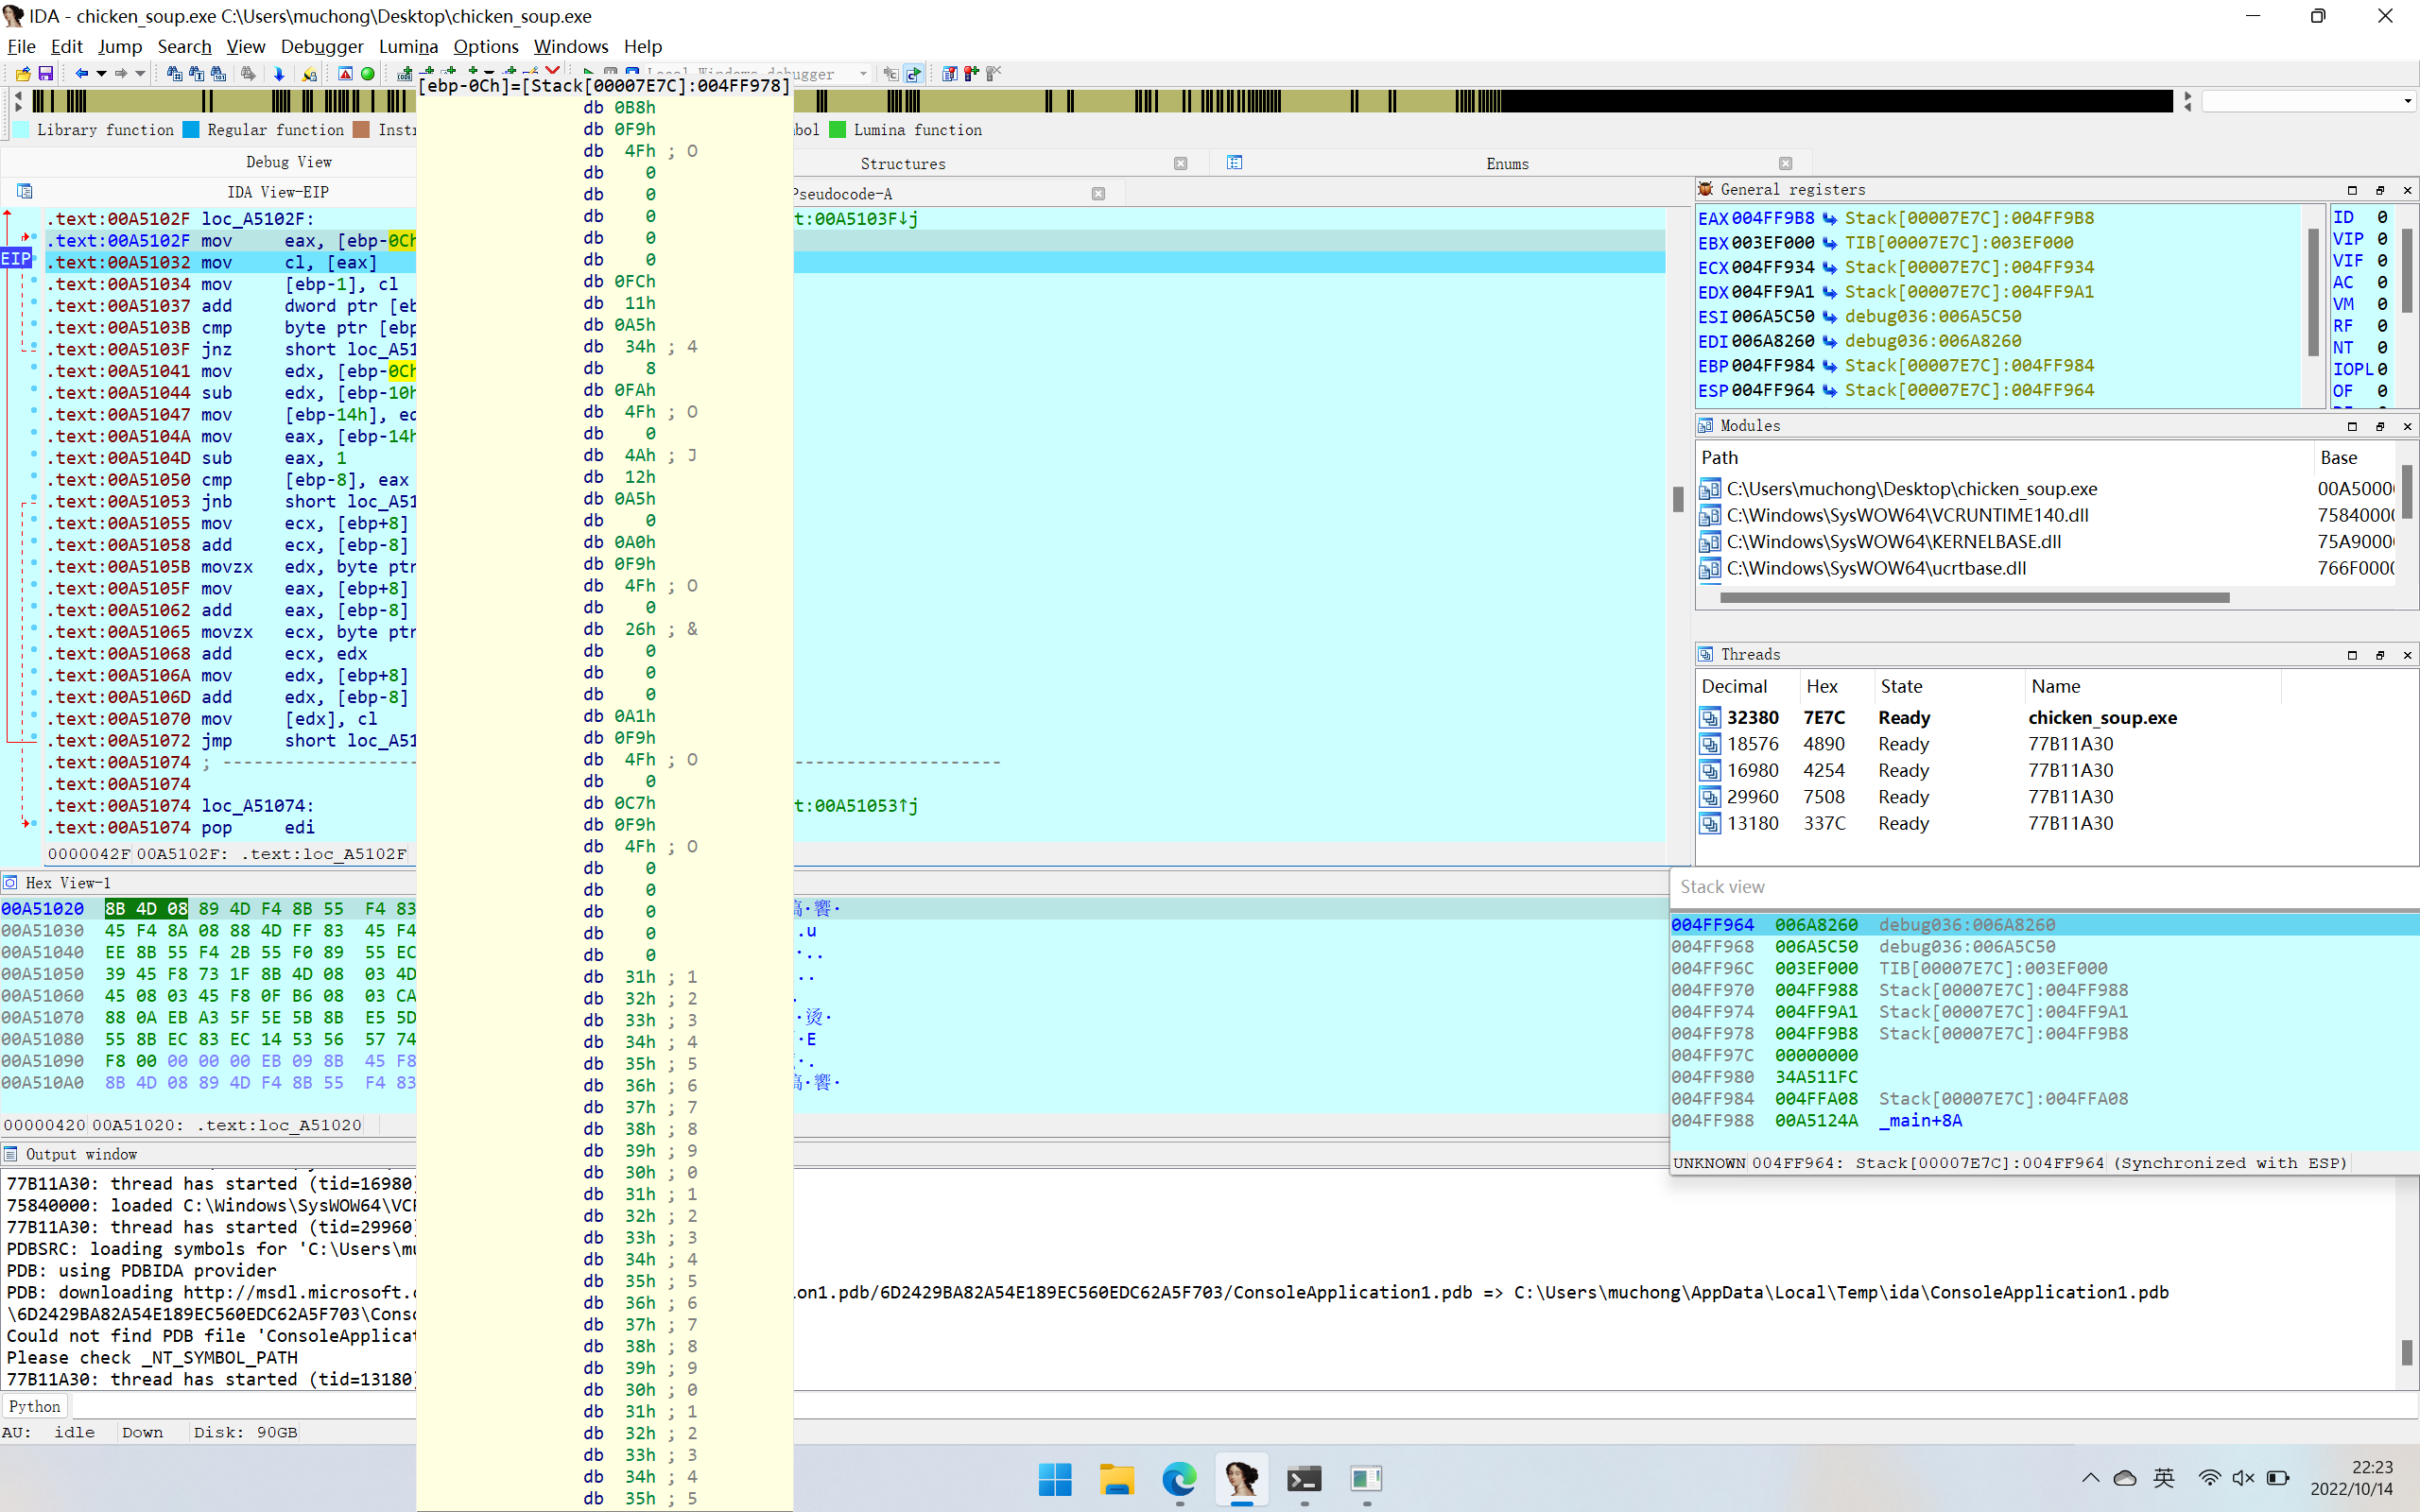 IDA - chicken_soup.exe C:\Users\muchong\Desktop\chicken_soup.exe
File Edit Jump Search View Debugger Lumina Options Windows Help
Local Windows debugger
Library function Regular function Instr
bol Lumina function
Debug View
Structures
Enums
IDA View-EIP
Pseudocode-A
EIP
.text:00A5102F loc_A5102F:
t:00A5103F↓j
.text:00A5102F mov eax, [ebp-0Ch
.text:00A51032 mov cl, [eax]
.text:00A51034 mov [ebp-1], cl
.text:00A51037 add dword ptr [eb
.text:00A5103B cmp byte ptr [ebp
.text:00A5103F jnz short loc_A51
.text:00A51041 mov edx, [ebp-0Ch
.text:00A51044 sub edx, [ebp-10h
.text:00A51047 mov [ebp-14h], ed
.text:00A5104A mov eax, [ebp-14h
.text:00A5104D sub eax, 1
.text:00A51050 cmp [ebp-8], eax
.text:00A51053 jnb short loc_A51
.text:00A51055 mov ecx, [ebp+8]
.text:00A51058 add ecx, [ebp-8]
.text:00A5105B movzx edx, byte ptr
.text:00A5105F mov eax, [ebp+8]
.text:00A51062 add eax, [ebp-8]
.text:00A51065 movzx ecx, byte ptr
.text:00A51068 add ecx, edx
.text:00A5106A mov edx, [ebp+8]
.text:00A5106D add edx, [ebp-8]
.text:00A51070 mov [edx], cl
.text:00A51072 jmp short loc_A51
.text:00A51074 ; ---------------------------------------
.text:00A51074
.text:00A51074 loc_A51074:
t:00A51053↑j
.text:00A51074 pop edi
0000042F 00A5102F: .text:loc_A5102F
[ebp-0Ch]=[Stack[00007E7C]:004FF978]
db 0B8h
db 0F9h
db 4Fh ; O
db 0
db 0
db 0
db 0
db 0
db 0FCh
db 11h
db 0A5h
db 34h ; 4
db 8
db 0FAh
db 4Fh ; O
db 0
db 4Ah ; J
db 12h
db 0A5h
db 0
db 0A0h
db 0F9h
db 4Fh ; O
db 0
db 26h ; &
db 0
db 0
db 0
db 0A1h
db 0F9h
db 4Fh ; O
db 0
db 0C7h
db 0F9h
db 4Fh ; O
db 0
db 0
db 0
db 0
db 0
db 31h ; 1
db 32h ; 2
db 33h ; 3
db 34h ; 4
db 35h ; 5
db 36h ; 6
db 37h ; 7
db 38h ; 8
db 39h ; 9
db 30h ; 0
db 31h ; 1
db 32h ; 2
db 33h ; 3
db 34h ; 4
db 35h ; 5
db 36h ; 6
db 37h ; 7
db 38h ; 8
db 39h ; 9
db 30h ; 0
db 31h ; 1
db 32h ; 2
db 33h ; 3
db 34h ; 4
db 35h ; 5
General registers
EAX 004FF9B8 Stack[00007E7C]:004FF9B8
EBX 003EF000 TIB[00007E7C]:003EF000
ECX 004FF934 Stack[00007E7C]:004FF934
EDX 004FF9A1 Stack[00007E7C]:004FF9A1
ESI 006A5C50 debug036:006A5C50
EDI 006A8260 debug036:006A8260
EBP 004FF984 Stack[00007E7C]:004FF984
ESP 004FF964 Stack[00007E7C]:004FF964
ID 0
VIP 0
VIF 0
AC 0
VM 0
RF 0
NT 0
IOPL 0
OF 0
Modules
Path Base
C:\Users\muchong\Desktop\chicken_soup.exe 00A5000
C:\Windows\SysWOW64\VCRUNTIME140.dll 7584000
C:\Windows\SysWOW64\KERNELBASE.dll 75A9000
C:\Windows\SysWOW64\ucrtbase.dll 766F000
Threads
Decimal Hex State Name
32380 7E7C Ready chicken_soup.exe
18576 4890 Ready 77B11A30
16980 4254 Ready 77B11A30
29960 7508 Ready 77B11A30
13180 337C Ready 77B11A30
Hex View-1
00A51020 8B 4D 08 89 4D F4 8B 55 F4 83
00A51030 45 F4 8A 08 88 4D FF 83 45 F4
.u
00A51040 EE 8B 55 F4 2B 55 F0 89 55 EC
00A51050 39 45 F8 73 1F 8B 4D 08 03 4D
00A51060 45 08 03 45 F8 0F B6 08 03 CA
00A51070 88 0A EB A3 5F 5E 5B 8B E5 5D
·烫·
00A51080 55 8B EC 83 EC 14 53 56 57 74
·E
00A51090 F8 00 00 00 00 EB 09 8B 45 F8
00A510A0 8B 4D 08 89 4D F4 8B 55 F4 83
00000420 00A51020: .text:loc_A51020
Stack view
004FF964 006A8260 debug036:006A8260
004FF968 006A5C50 debug036:006A5C50
004FF96C 003EF000 TIB[00007E7C]:003EF000
004FF970 004FF988 Stack[00007E7C]:004FF988
004FF974 004FF9A1 Stack[00007E7C]:004FF9A1
004FF978 004FF9B8 Stack[00007E7C]:004FF9B8
004FF97C 00000000
004FF980 34A511FC
004FF984 004FFA08 Stack[00007E7C]:004FFA08
004FF988 00A5124A _main+8A
UNKNOWN 004FF964: Stack[00007E7C]:004FF964 (Synchronized with ESP)
Output window
77B11A30: thread has started (tid=16980)
75840000: loaded C:\Windows\SysWOW64\VCR
77B11A30: thread has started (tid=29960)
PDBSRC: loading symbols for 'C:\Users\mu
PDB: using PDBIDA provider
PDB: downloading http://msdl.microsoft.c
on1.pdb/6D2429BA82A54E189EC560EDC62A5F703/ConsoleApplication1.pdb => C:\Users\muchong\AppData\Local\Temp\ida\ConsoleApplication1.pdb
\6D2429BA82A54E189EC560EDC62A5F703\Conso
Could not find PDB file 'ConsoleApplicat
Please check _NT_SYMBOL_PATH
77B11A30: thread has started (tid=13180)
Python
AU: idle Down Disk: 90GB
英
22:23
2022/10/14